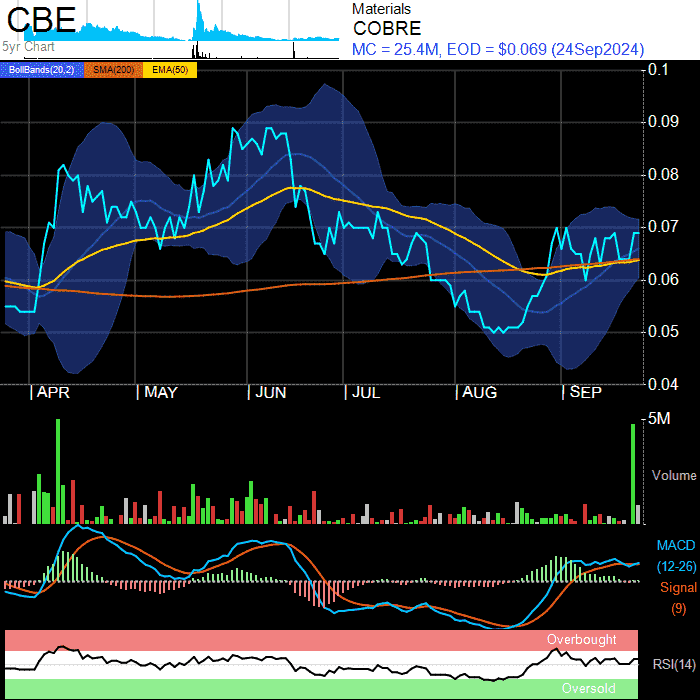 CBE
5yr Chart
Materials
COBRE
MC = 25.4M, EOD = $0.069 (24Sep2024)
BollBands(20,2) SMA(200) EMA(50)
0.1
0.09
0.08
0.07
0.06
0.05
0.04
APR MAY JUN JUL AUG SEP
5M
Volume
MACD
(12-26)
Signal
(9)
Overbought
RSI(14)
Oversold